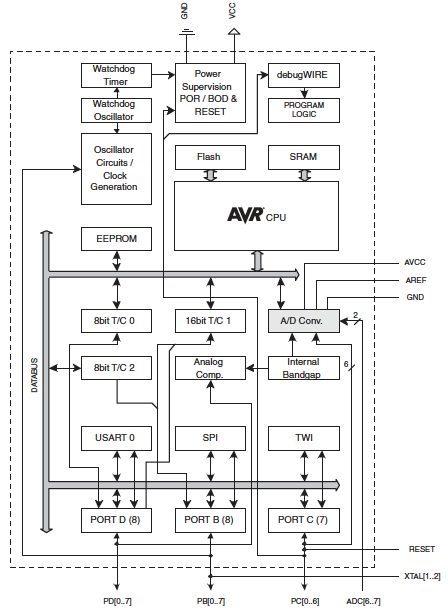 GND
VCC
Watchdog
Timer
Power
Supervision
POR / BOD &
RESET
debugWIRE
Watchdog
Oscillator
PROGRAM
LOGIC
Oscillator
Circuits /
Clock
Generation
Flash
SRAM
AVR CPU
EEPROM
AVCC
AREF
GND
8bit T/C 0
16bit T/C 1
A/D Conv.
2
DATABUS
8bit T/C 2
Analog
Comp.
Internal
Bandgap
6
USART 0
SPI
TWI
PORT D (8)
PORT B (8)
PORT C (7)
RESET
XTAL[1..2]
PD[0..7]
PB[0..7]
PC[0..6]
ADC[6..7]